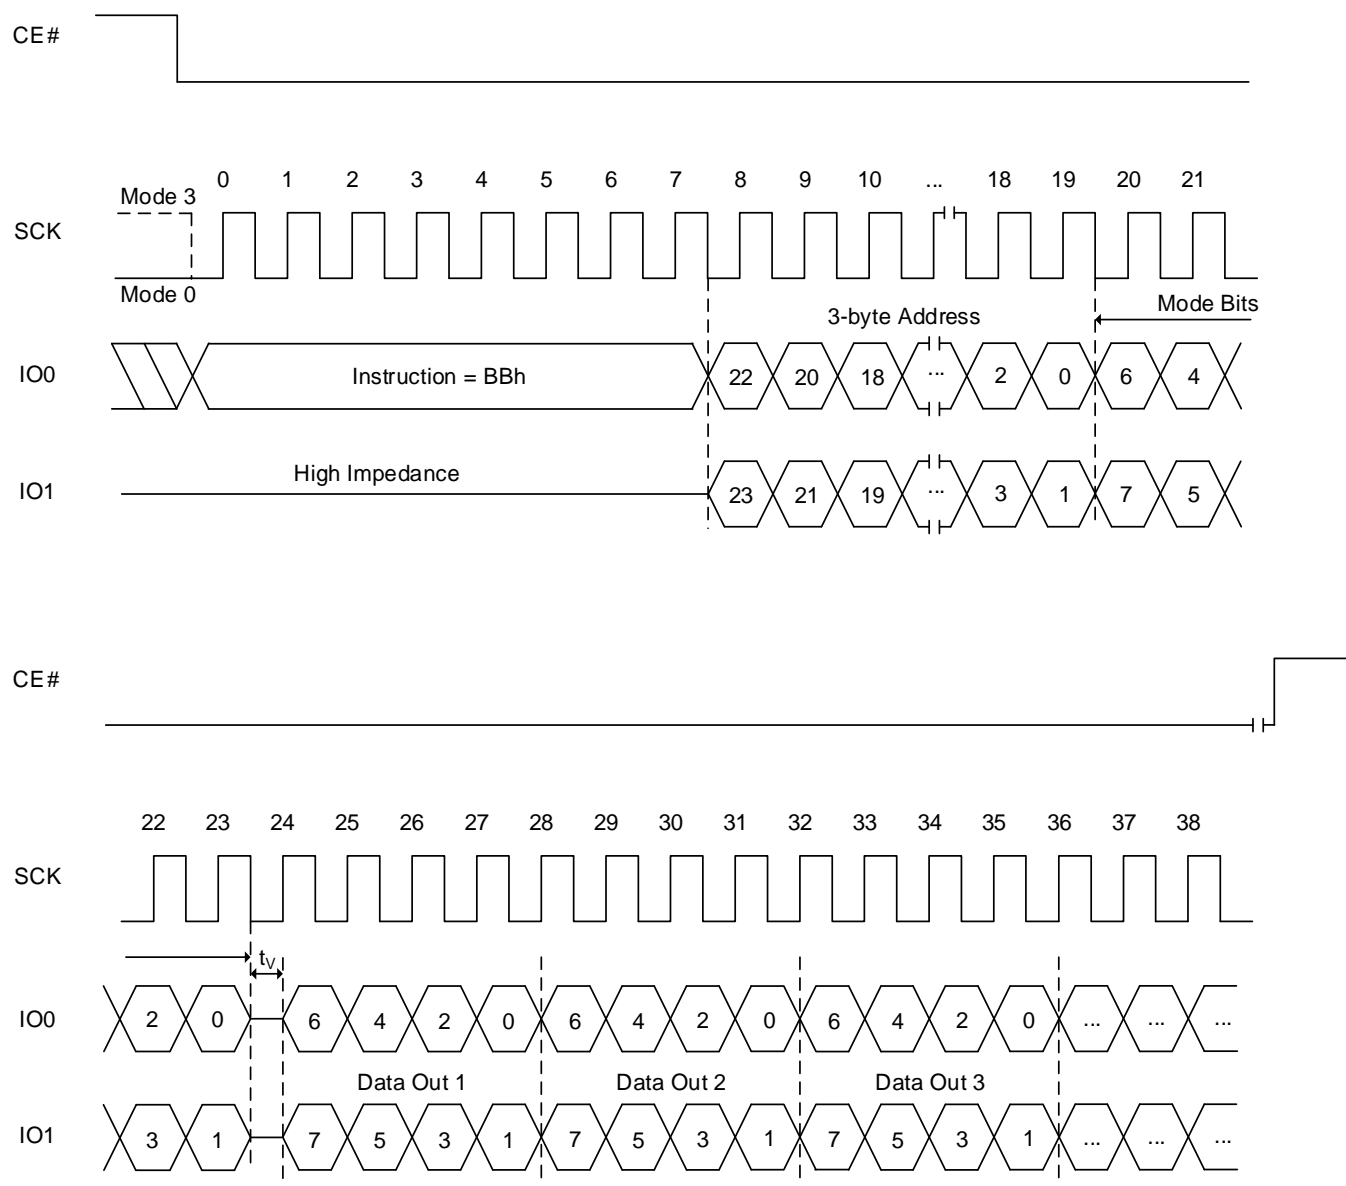 CE#
0 1 2 3 4 5 6 7 8 9 10 ... 18 19 20 21
Mode 3
SCK
Mode 0
Mode Bits
3-byte Address
IO0 Instruction = BBh 22 20 18 ... 2 0 6 4
High Impedance
IO1 23 21 19 ... 3 1 7 5
CE#
22 23 24 25 26 27 28 29 30 31 32 33 34 35 36 37 38
SCK
tV
IO0 2 0 6 4 2 0 6 4 2 0 6 4 2 0 ... ... ...
Data Out 1 Data Out 2 Data Out 3
IO1 3 1 7 5 3 1 7 5 3 1 7 5 3 1 ... ... ...